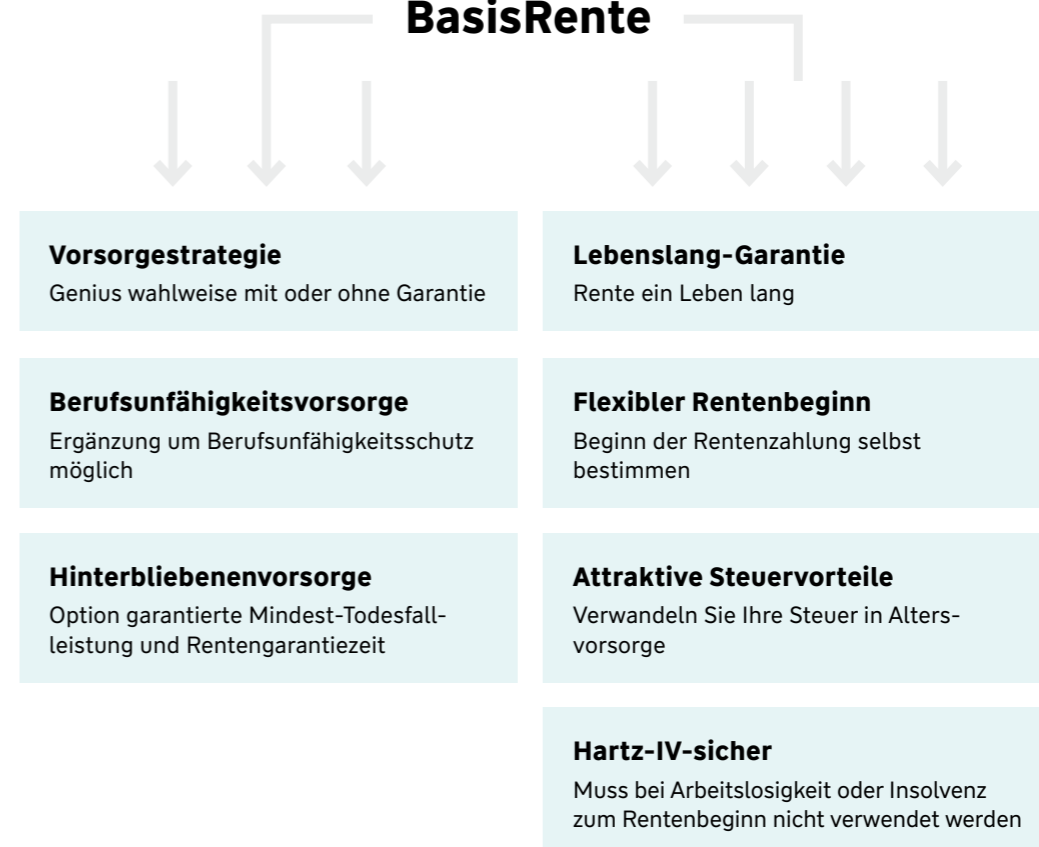 BasisRente
Vorsorgestrategie
Genius wahlweise mit oder ohne Garantie
Berufsunfähigkeitsvorsorge
Ergänzung um Berufsunfähigkeitsschutz
möglich
Hinterbliebenenvorsorge
Option garantierte Mindest-Todesfall-
leistung und Rentengarantiezeit
Lebenslang-Garantie
Rente ein Leben lang
Flexibler Rentenbeginn
Beginn der Rentenzahlung selbst
bestimmen
Attraktive Steuervorteile
Verwandeln Sie Ihre Steuer in Alters-
vorsorge
Hartz-IV-sicher
Muss bei Arbeitslosigkeit oder Insolvenz
zum Rentenbeginn nicht verwendet werden